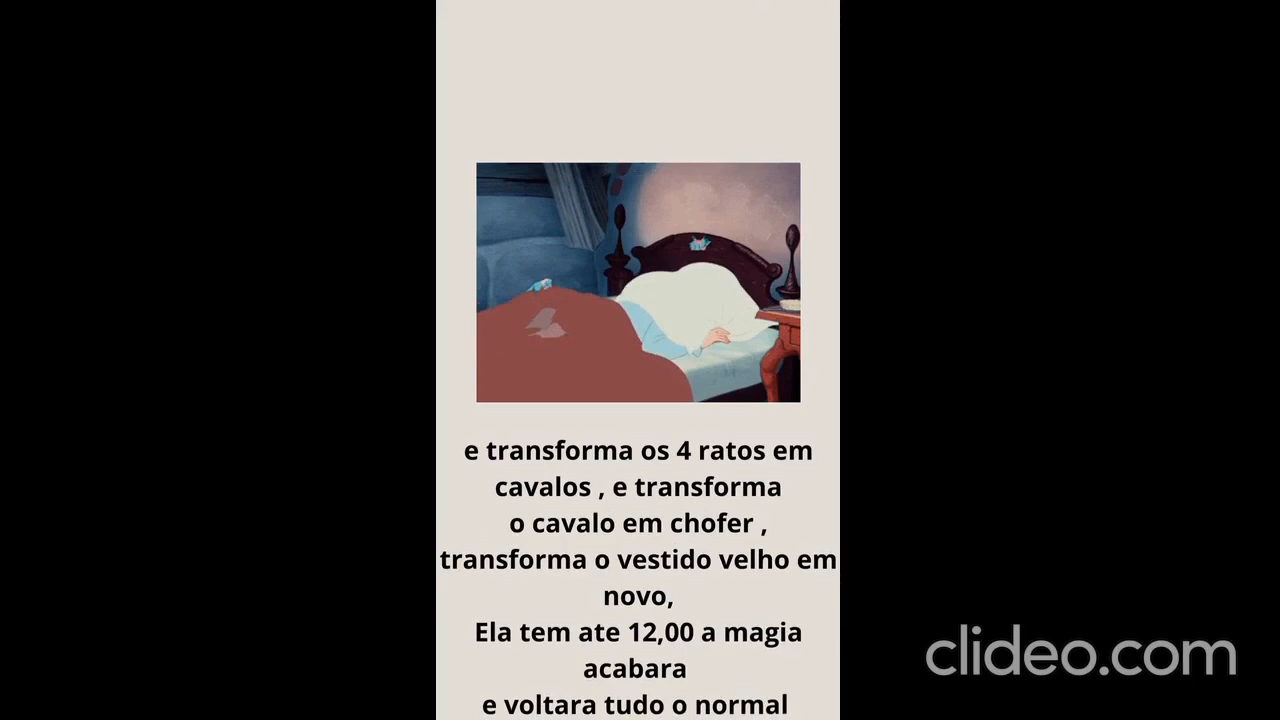 e transforma os 4 ratos em
cavalos , e transforma
o cavalo em chofer ,
transforma o vestido velho em
novo,
Ela tem ate 12,00 a magia
acabara
e voltara tudo o normal
clideo.com